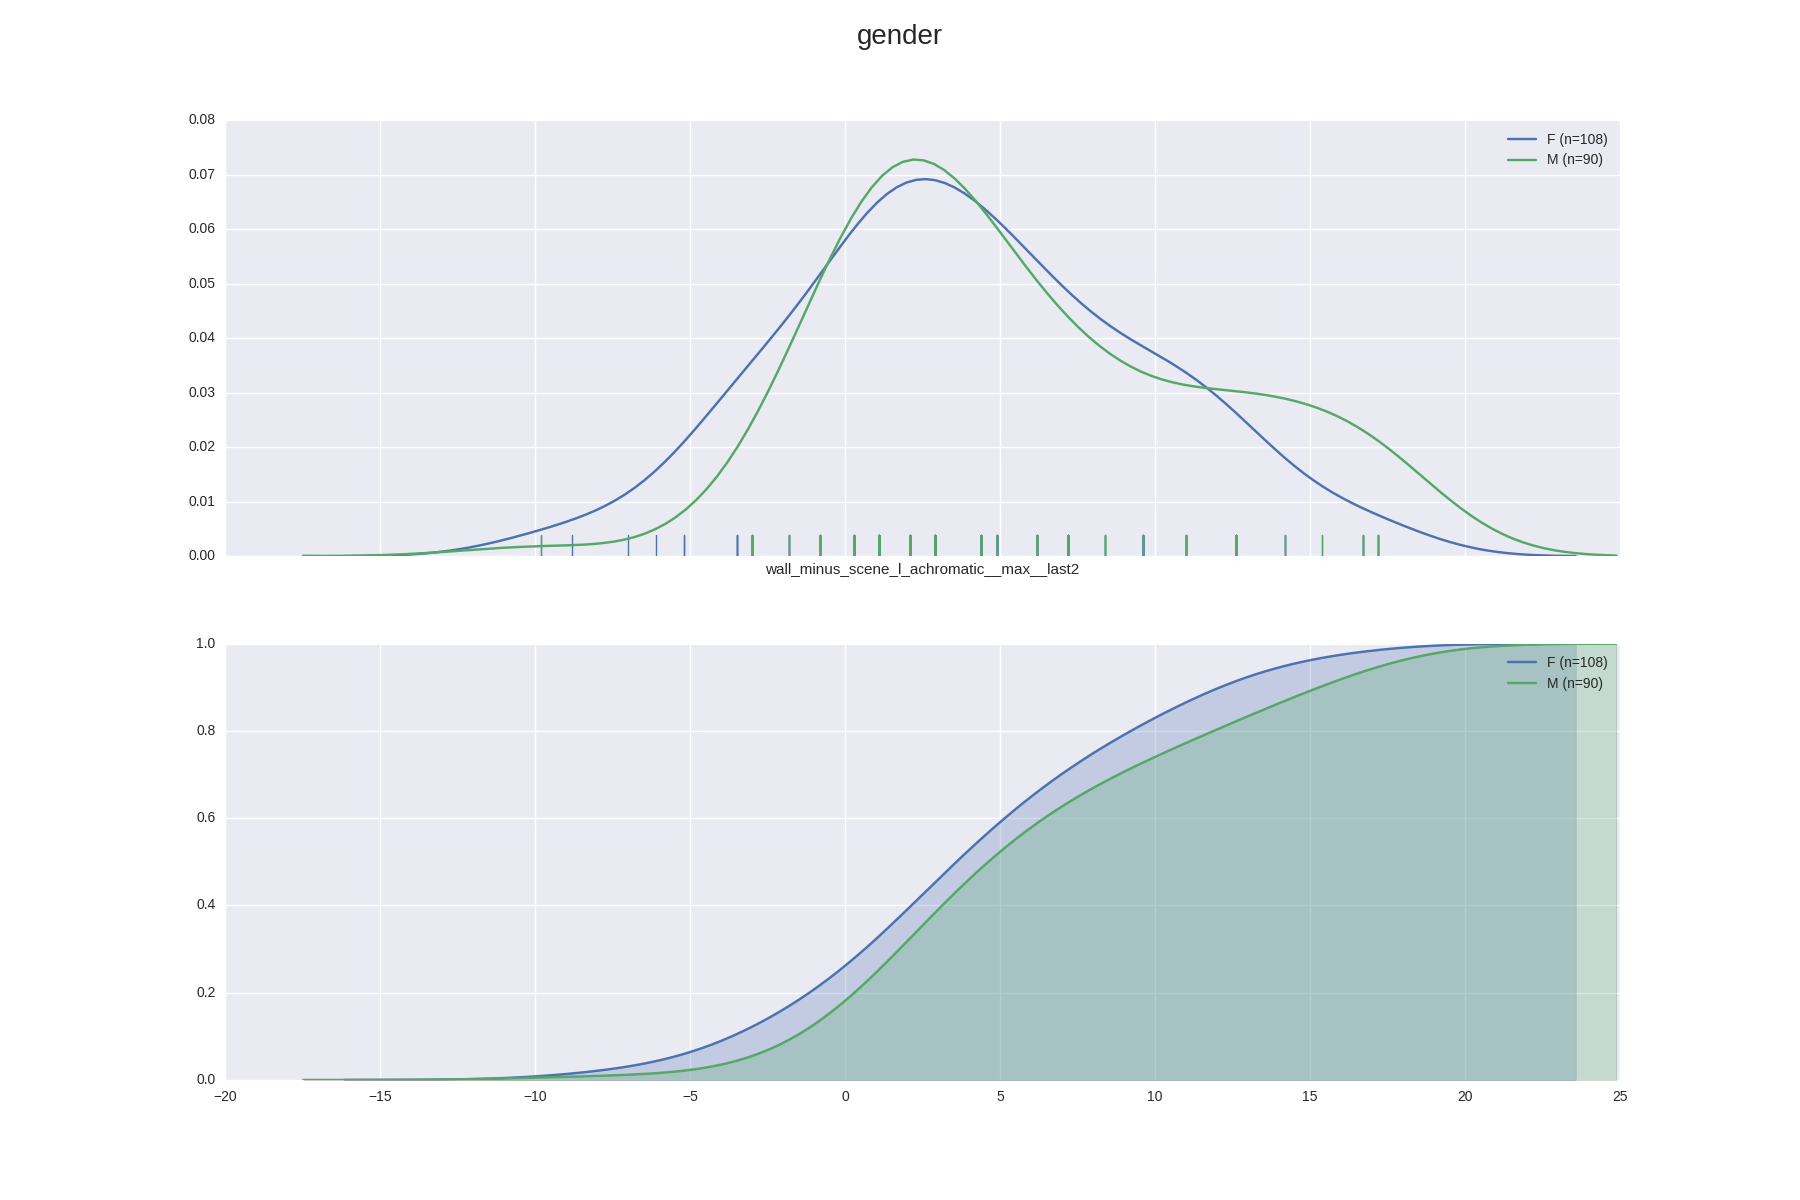 gender
0.08
0.07
0.06
0.05
0.04
0.03
0.02
0.01
0.00
F (n=108)
M (n=90)
wall_minus_scene_l_achromatic__max__last2
1.0
0.8
0.6
0.4
0.2
0.0
F (n=108)
M (n=90)
−20 −15 −10 −5 0 5 10 15 20 25